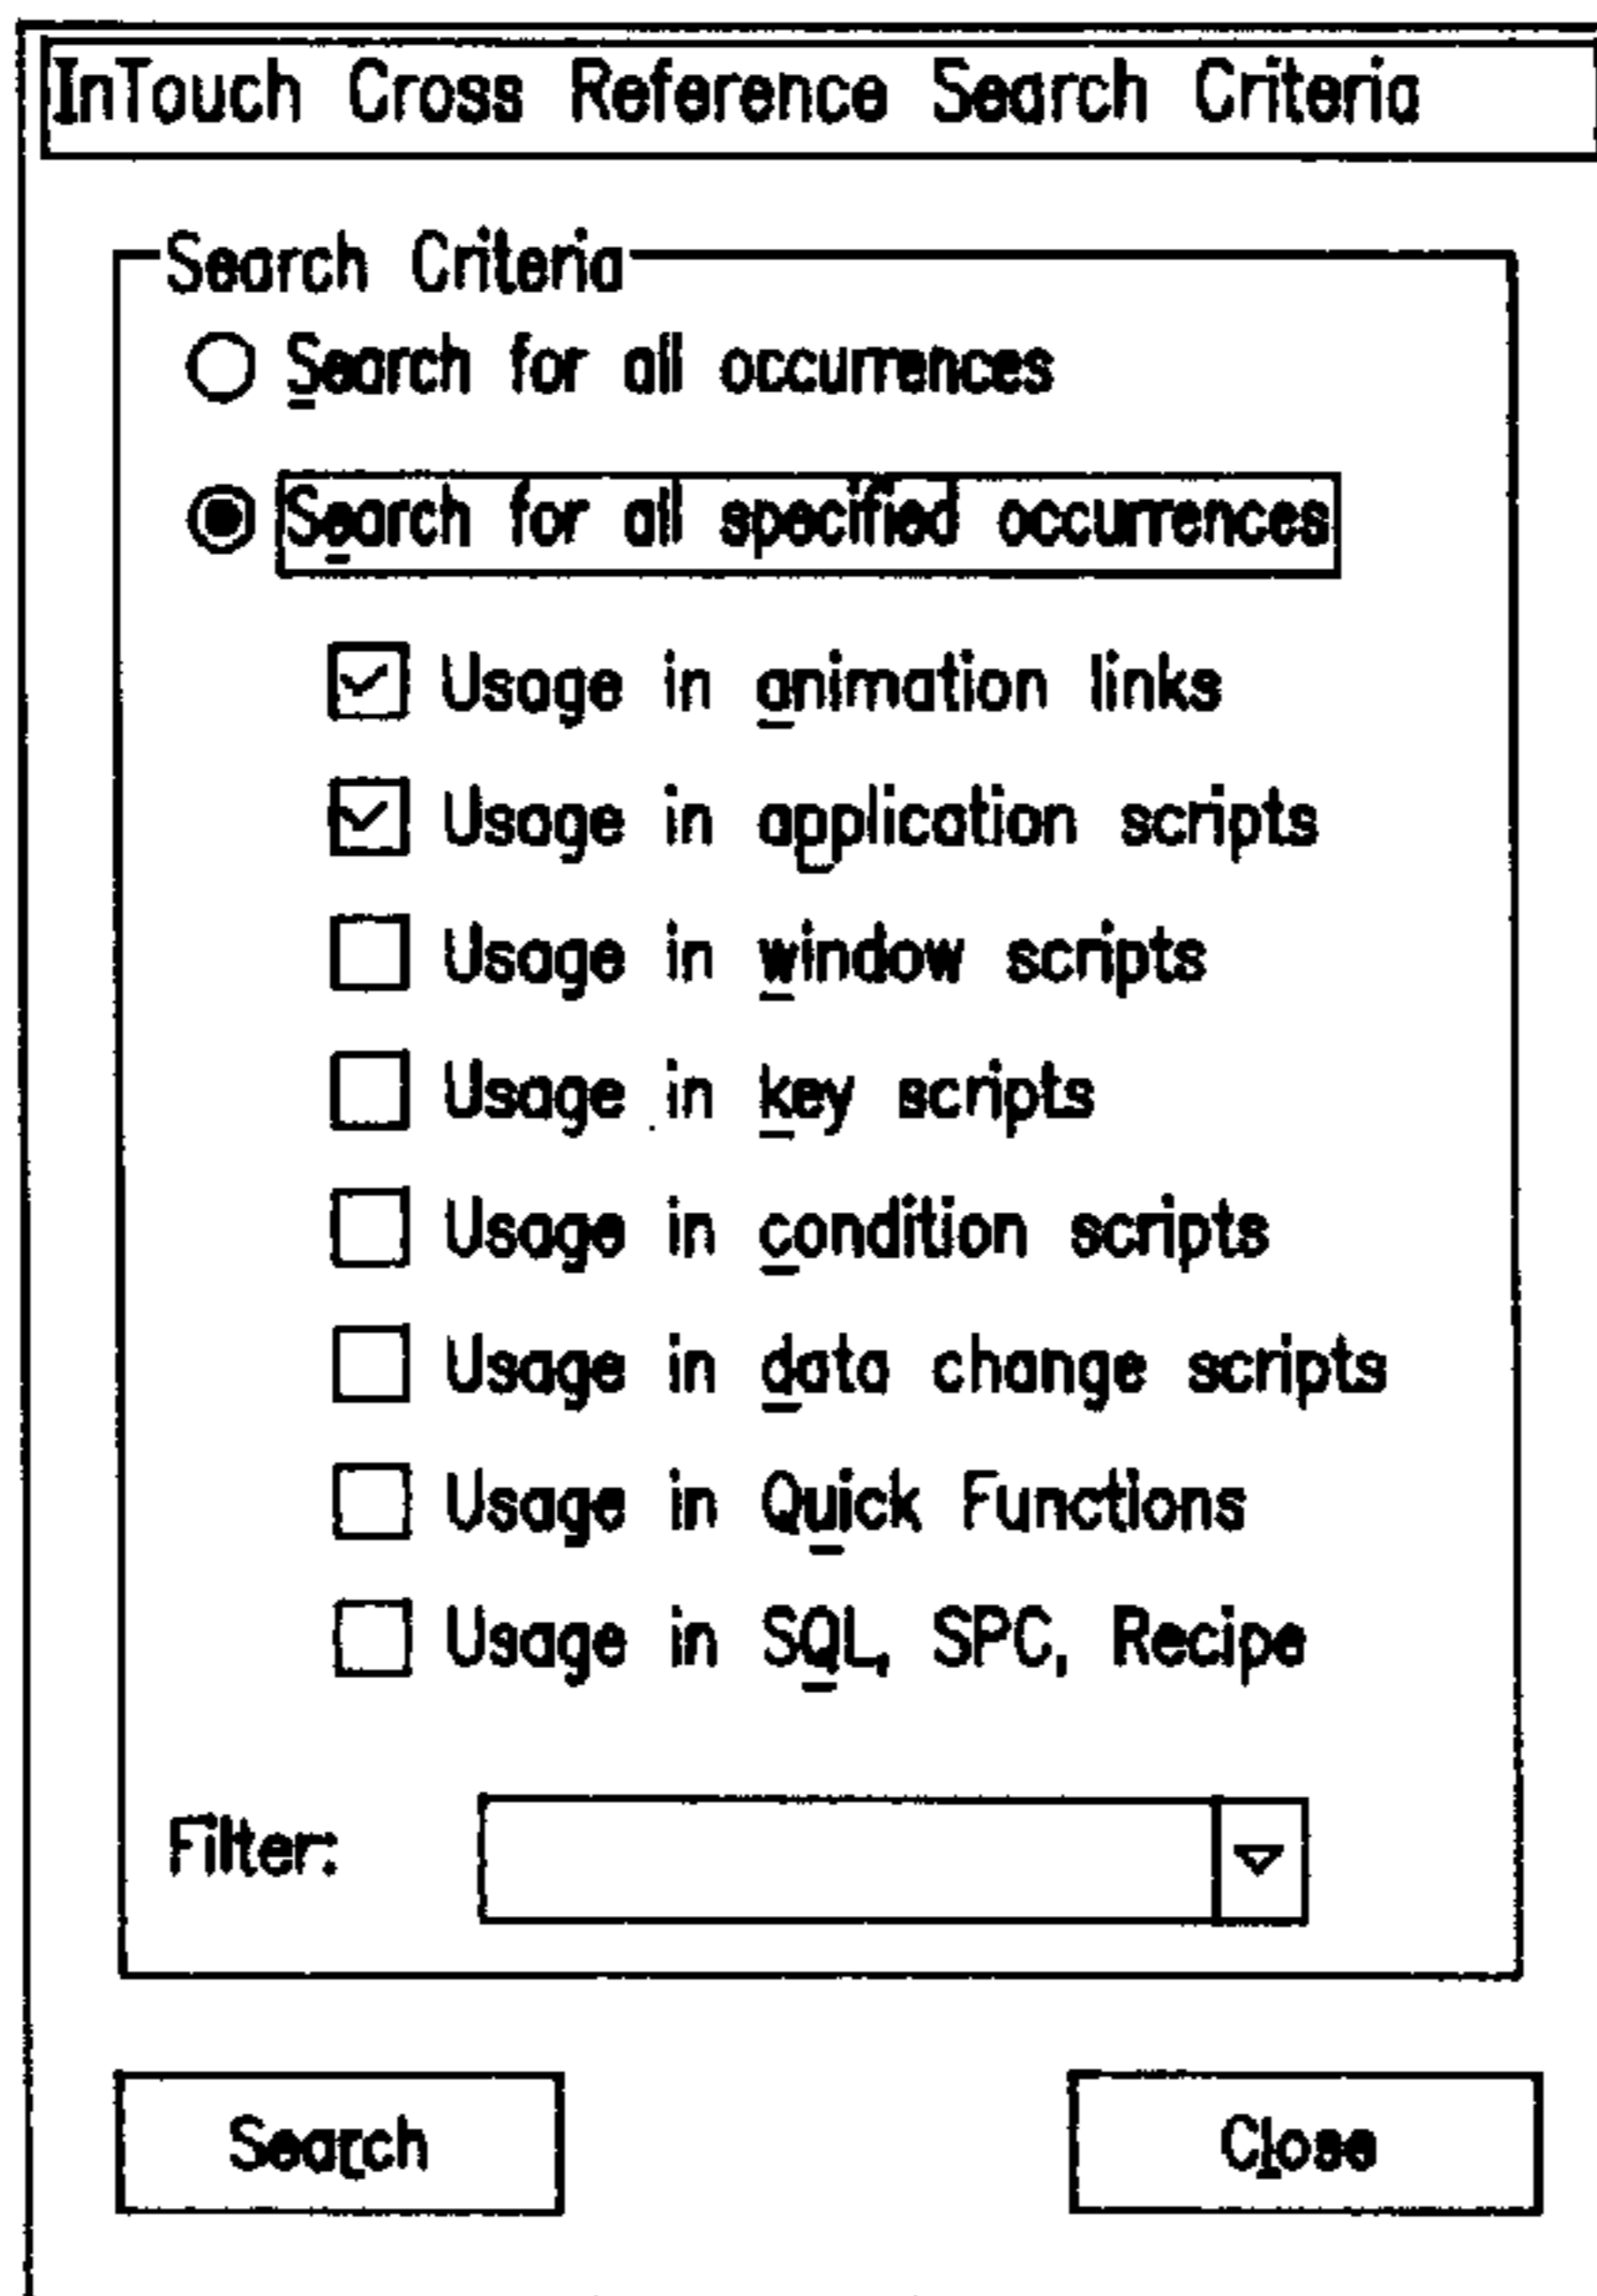 InTouch Cross Reference Search Criteria
Search Criteria
Search for all occurrences
Search for all specified occurrences
Usage in animation links
Usage in application scripts
Usage in window scripts
Usage in key scripts
Usage in condition scripts
Usage in data change scripts
Usage in Quick Functions
Usage in SQL, SPC, Recipe
Filter:
Search
Close